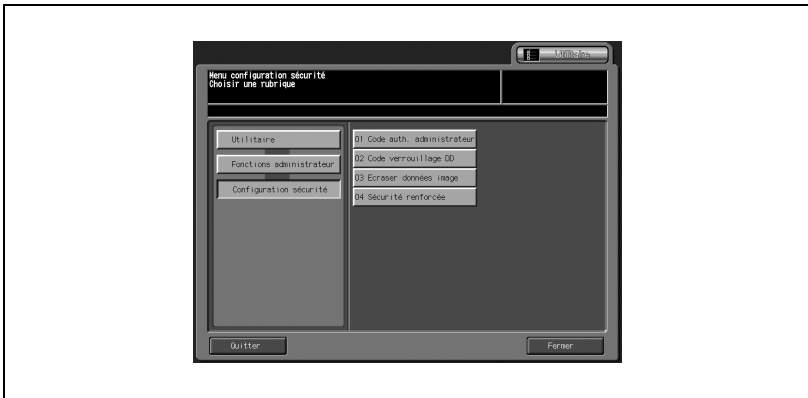 Utilitaire
Menu configuration sécurité
Choisir une rubrique
Utilitaire
Fonctions administrateur
Configuration sécurité
01 Code auth. administrateur
02 Code verrouillage DD
03 Ecraser données image
04 Sécurité renforcée
Quitter
Fermer